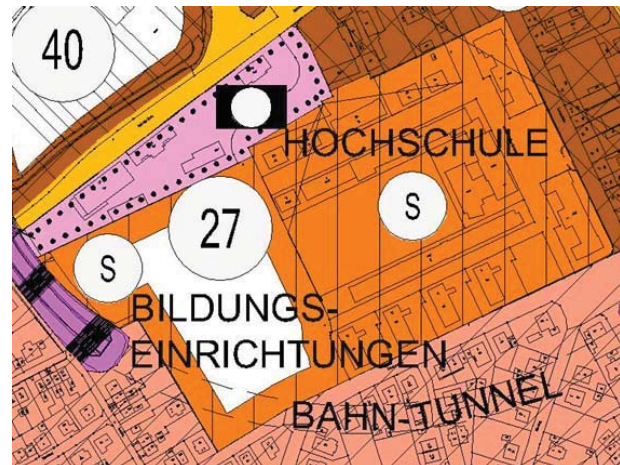 40
HOCHSCHULE
S
27
S
BILDUNGS-
EINRICHTUNGEN
BAHN-TUNNEL